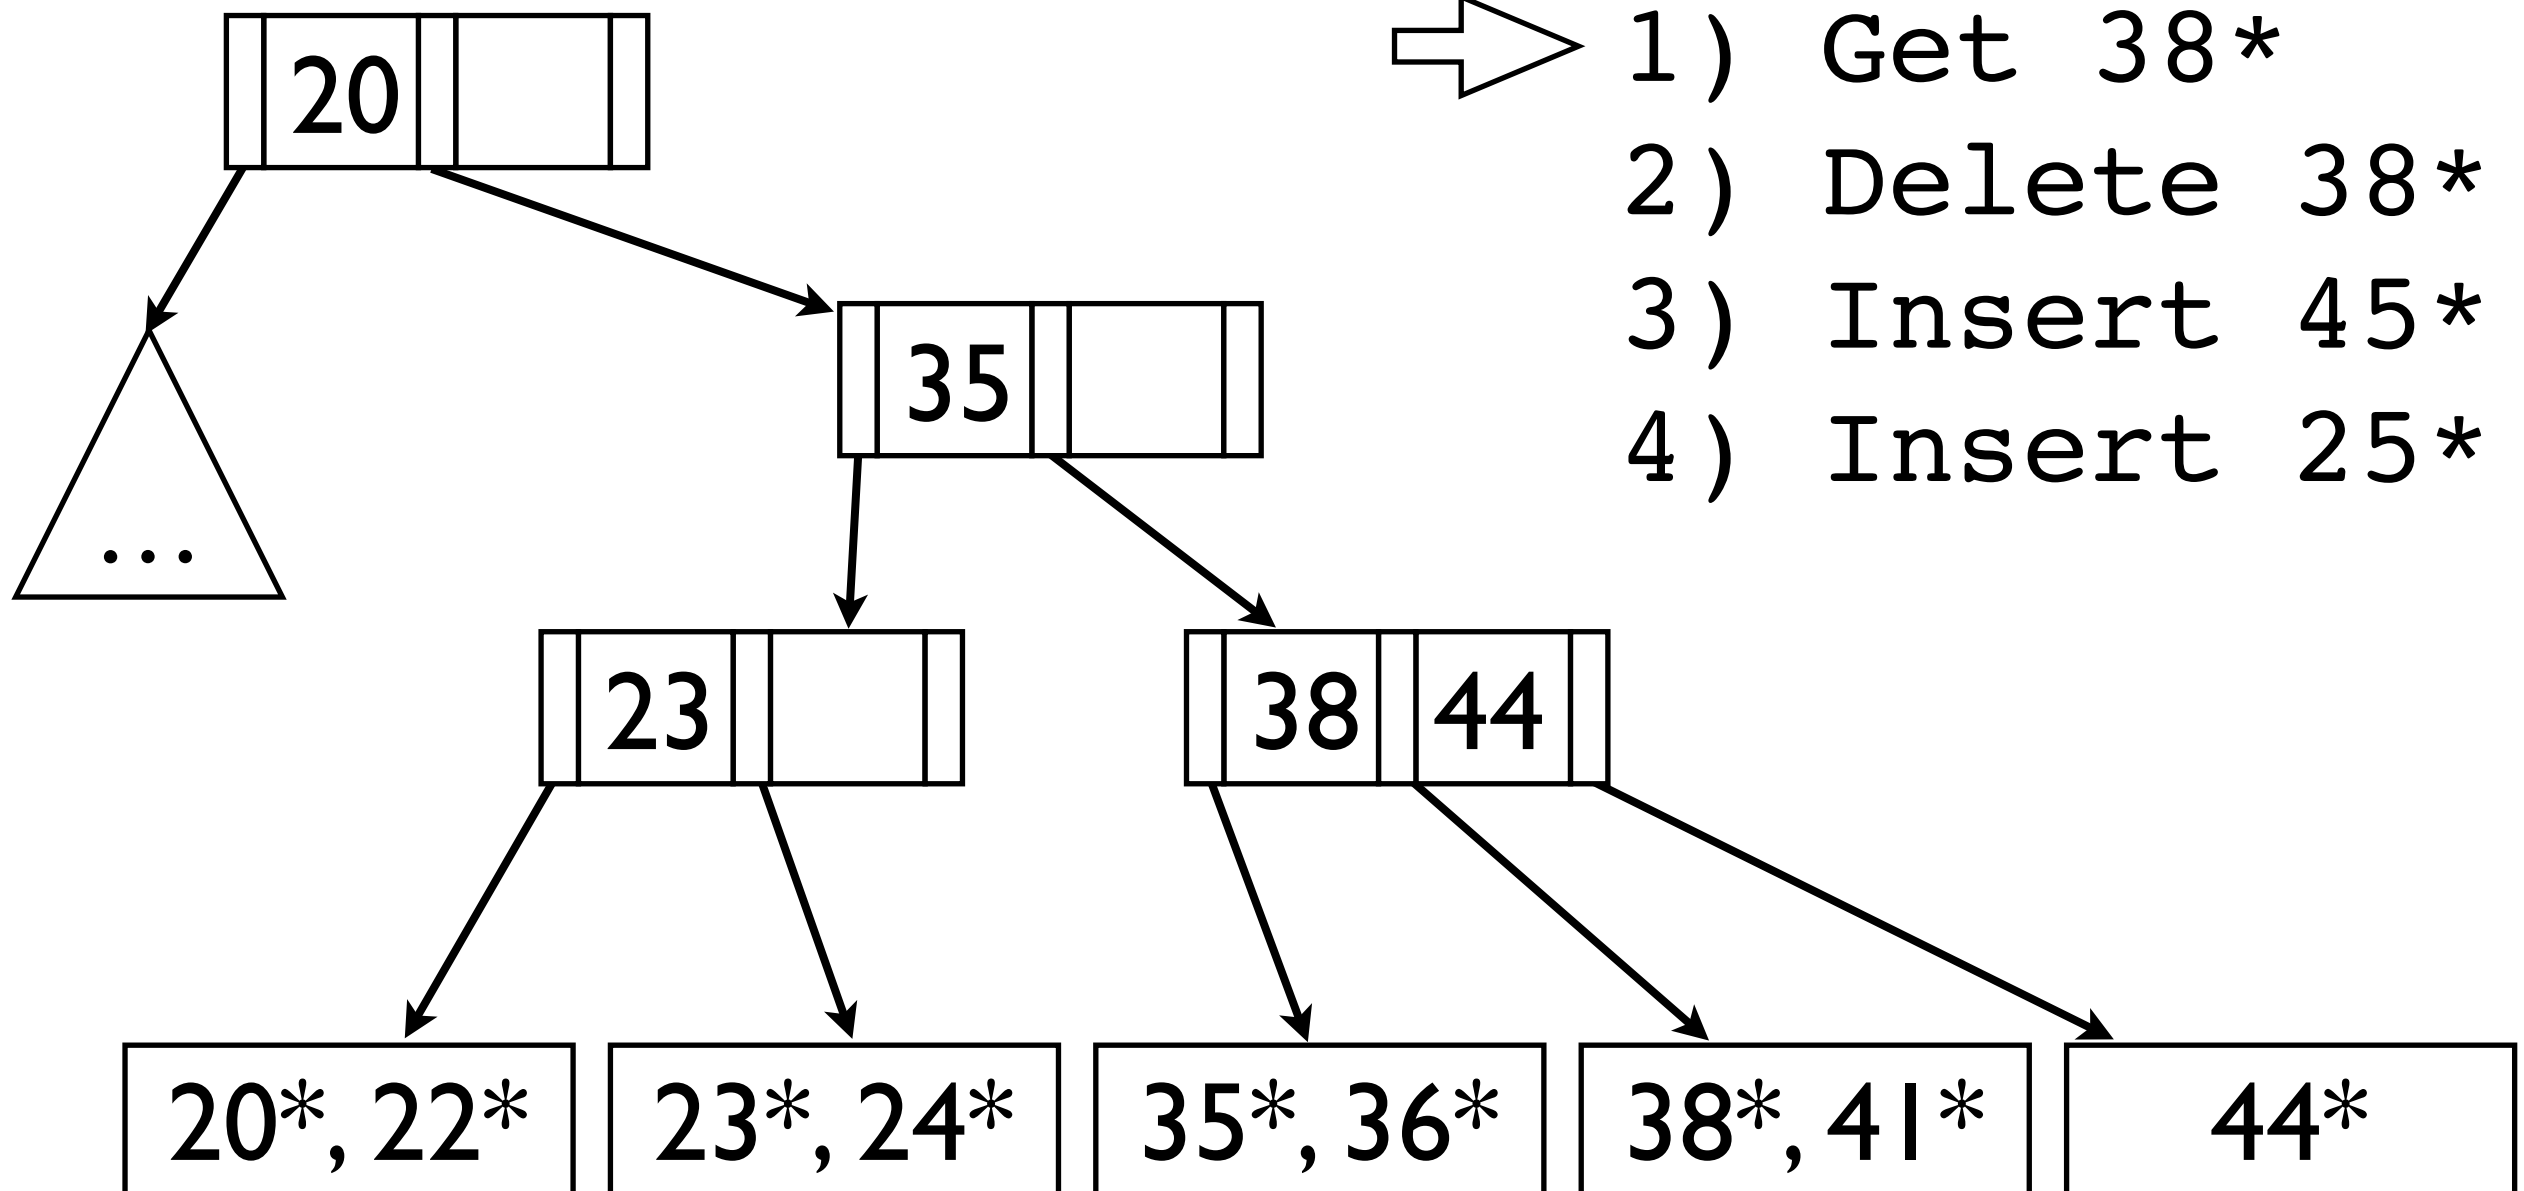 20
1) Get 38*
2) Delete 38*
35
3) Insert 45*
4) Insert 25*
...
23
38 44
20*, 22*
23*, 24*
35*, 36*
38*, 41*
44*